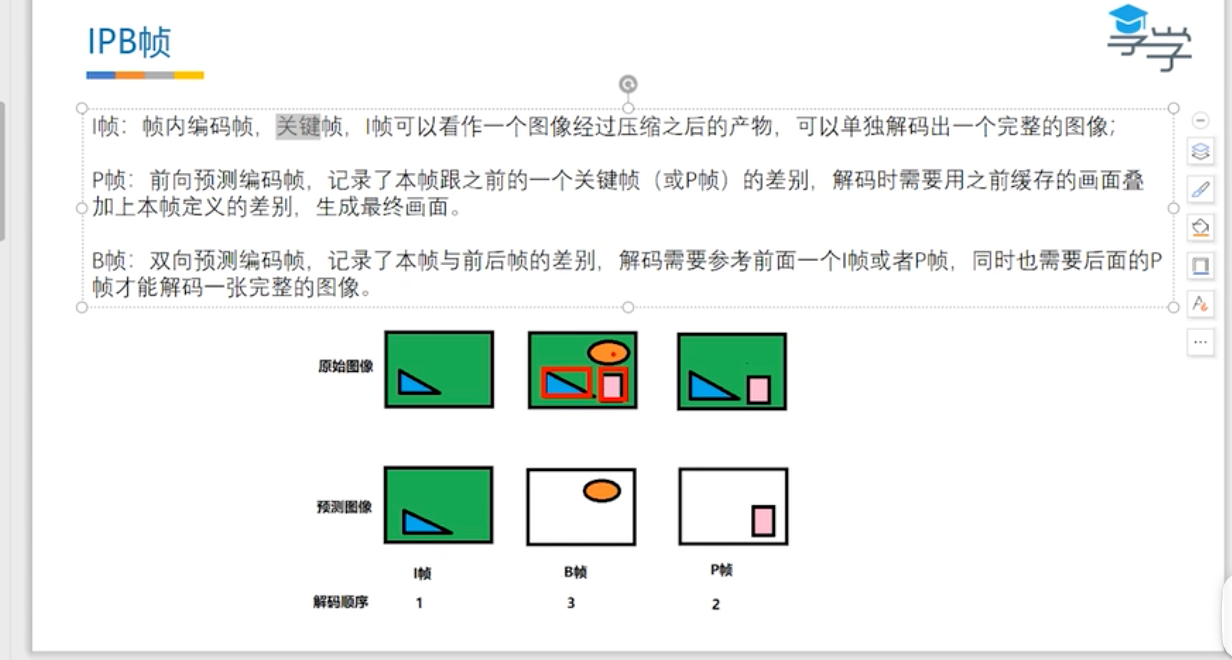 IPB帧
享学
I帧：帧内编码帧，关键帧，I帧可以看作一个图像经过压缩之后的产物，可以单独解码出一个完整的图像；
P帧：前向预测编码帧，记录了本帧跟之前的一个关键帧（或P帧）的差别，解码时需要用之前缓存的画面叠
加上本帧定义的差别，生成最终画面。
B帧：双向预测编码帧，记录了本帧与前后帧的差别，解码需要参考前面一个I帧或者P帧，同时也需要后面的P
帧才能解码一张完整的图像。
原始图像
预测图像
I帧 B帧 P帧
解码顺序 1 3 2